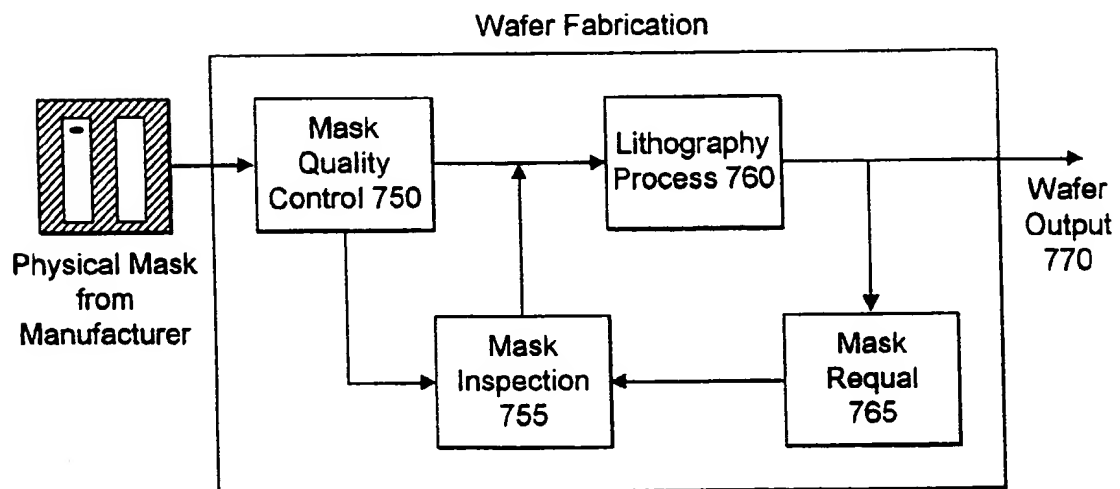 Wafer Fabrication
Mask
Quality
Control 750
Lithography
Process 760
Wafer
Output
770
Physical Mask
from
Manufacturer
Mask
Inspection
755
Mask
Requal
765